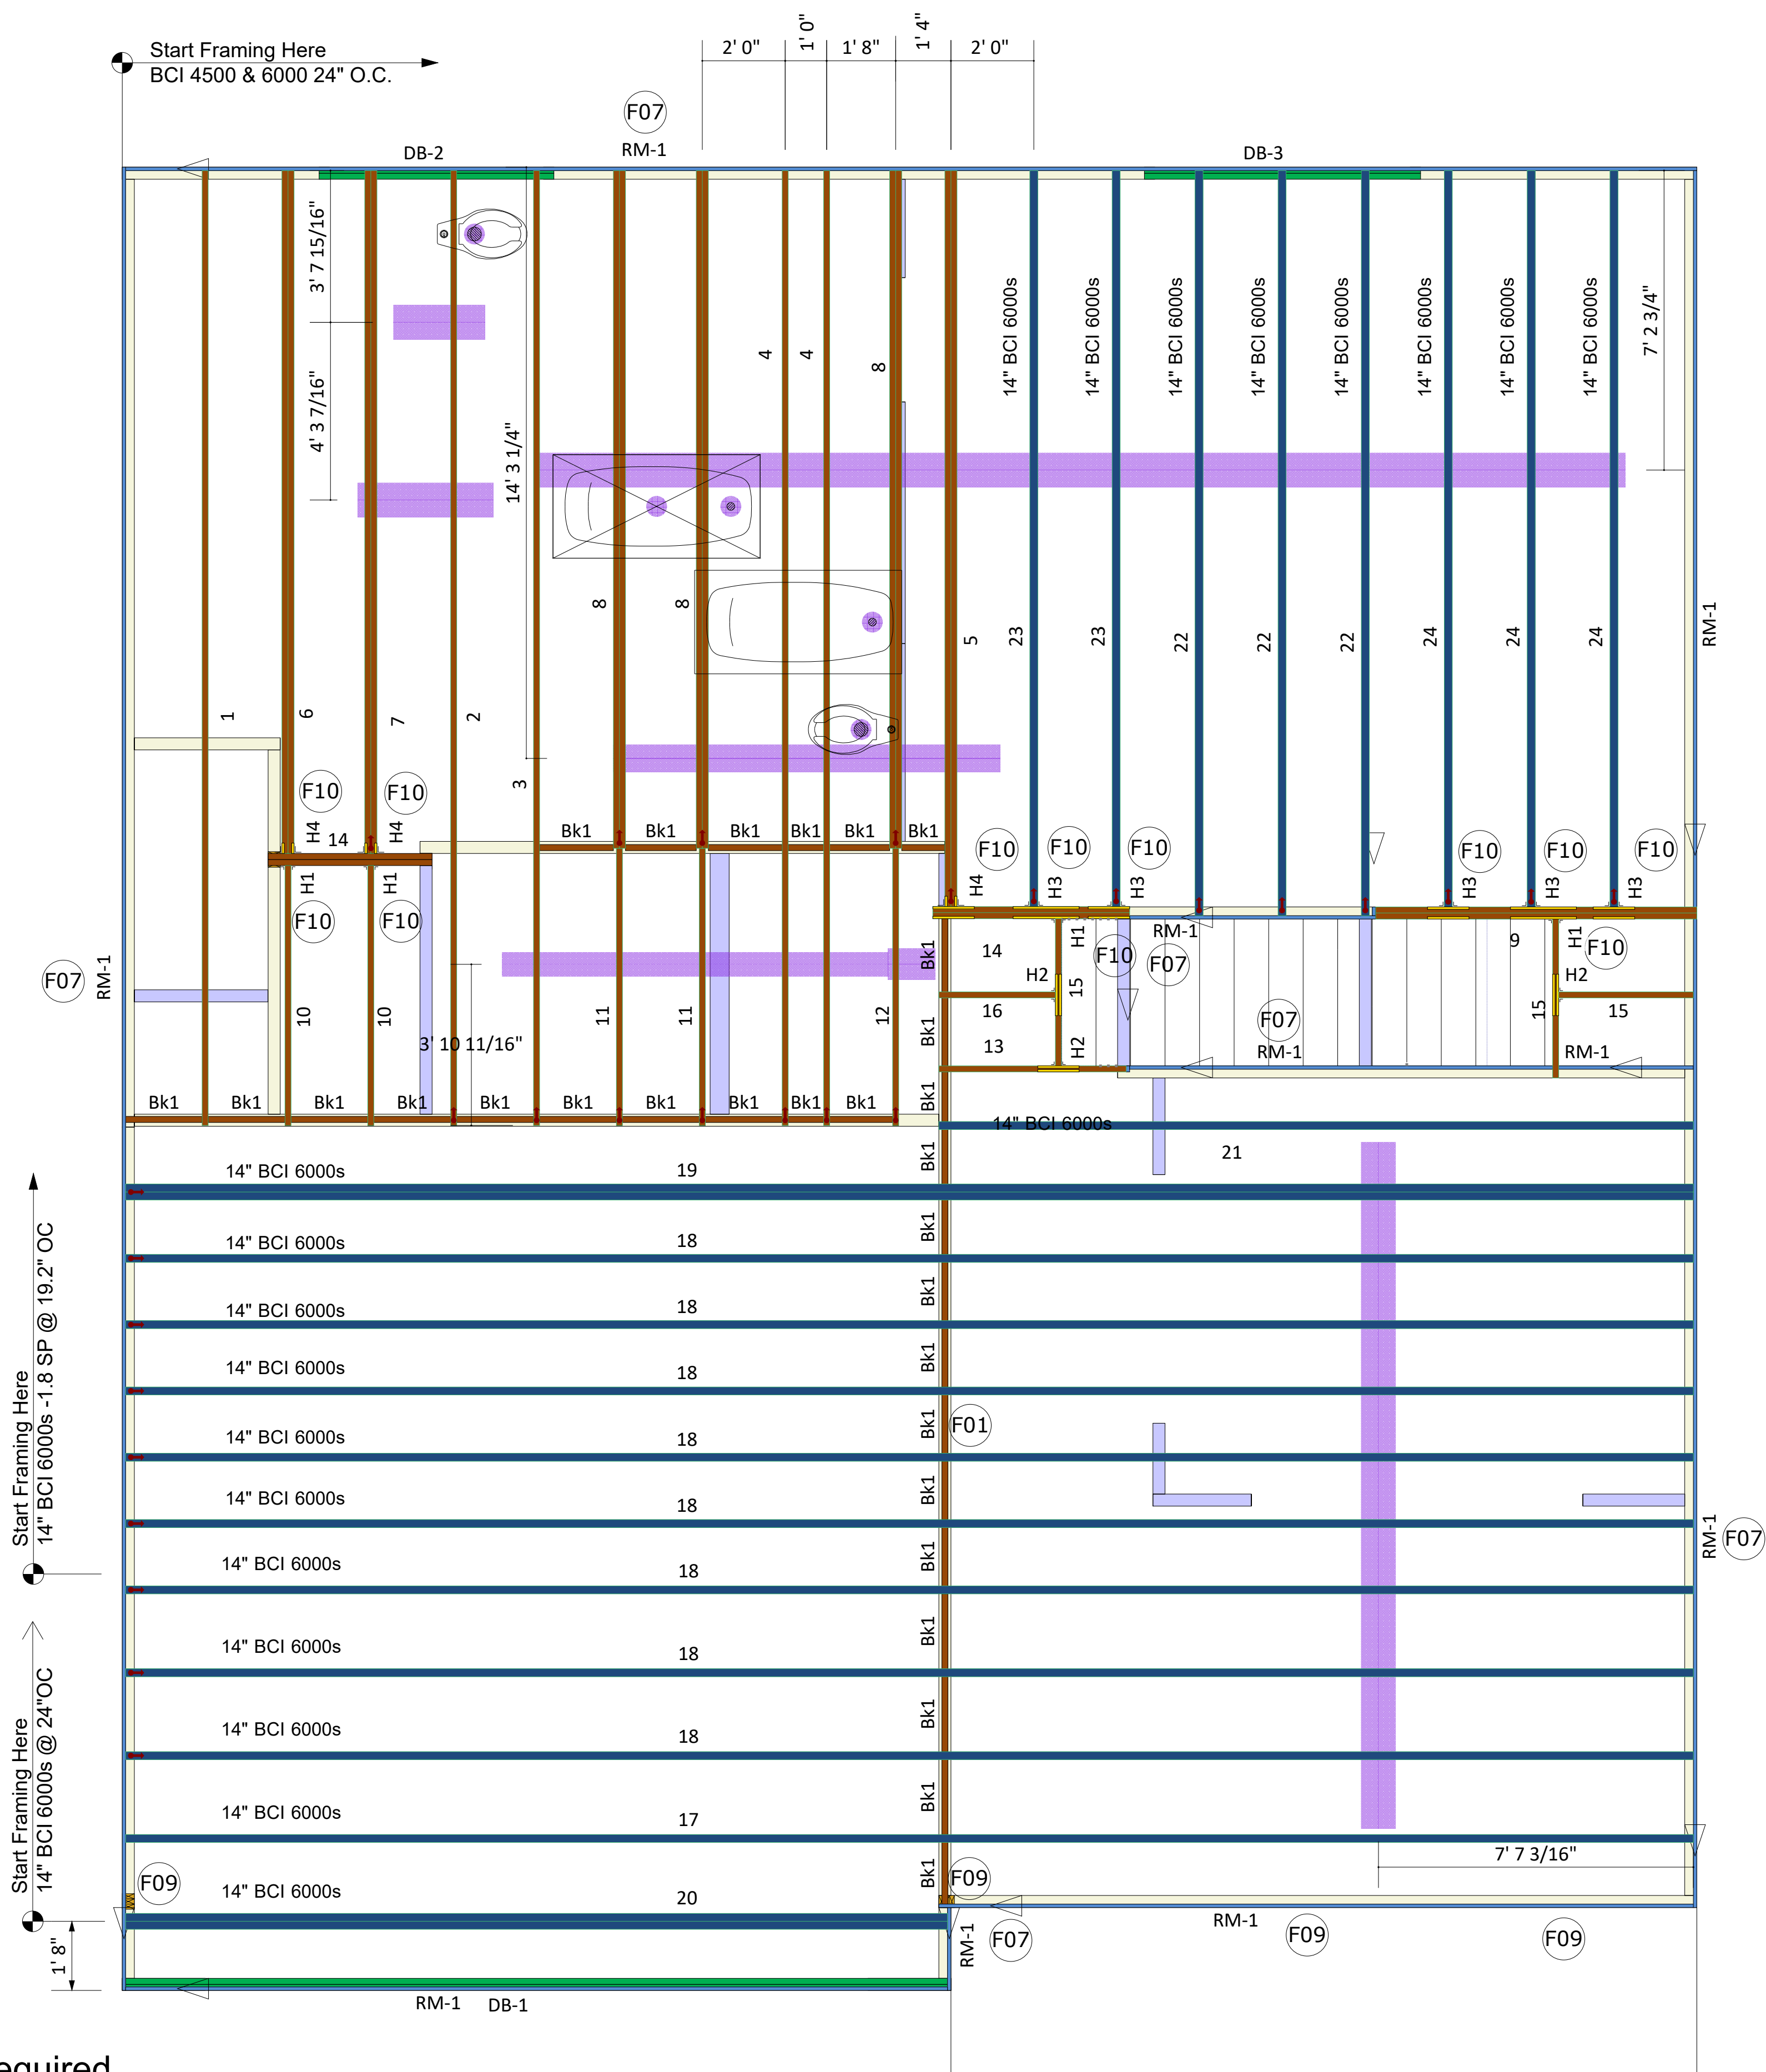 Start Framing Here
BCI 4500 & 6000 24" O.C.
2' 0"
1' 0"
1' 8"
1' 4"
2' 0"
F07
DB-2
RM-1
DB-3
3' 7 15/16"
4' 3 7/16"
14' 3 1/4"
4
4
8
14" BCI 6000s
14" BCI 6000s
14" BCI 6000s
14" BCI 6000s
14" BCI 6000s
14" BCI 6000s
14" BCI 6000s
14" BCI 6000s
7' 2 3/4"
8
8
5
23
23
22
22
22
24
24
24
RM-1
1
6
7
2
3
F10
F10
H4
14
H4
Bk1
Bk1
Bk1
Bk1
Bk1
Bk1
F10
F10
F10
F10
F10
F10
H4
H3
H3
H3
H3
H3
H1
H1
F10
F10
F07
RM-1
10
10
11
11
12
3' 10 11/16"
Bk1
14
H1
F10
RM-1
F07
9
H1
F10
H2
15
H2
16
15
15
F07
13
H2
RM-1
RM-1
Bk1
Bk1
Bk1
Bk1
Bk1
Bk1
Bk1
Bk1
Bk1
Bk1
Bk1
Bk1
14" BCI 6000s
21
Bk1
14" BCI 6000s
19
14" BCI 6000s
18
Bk1
14" BCI 6000s
18
Bk1
14" BCI 6000s
18
Bk1
14" BCI 6000s
18
Bk1
F01
14" BCI 6000s
18
Bk1
14" BCI 6000s
18
Bk1
14" BCI 6000s
18
Bk1
14" BCI 6000s
18
Bk1
14" BCI 6000s
17
Bk1
14" BCI 6000s
20
Bk1
Start Framing Here
14" BCI 6000s -1.8 SP @ 19.2" OC
Start Framing Here
14" BCI 6000s @ 24"OC
1' 8"
F09
F09
RM-1
F07
7' 7 3/16"
RM-1
F07
RM-1
F09
F09
RM-1
DB-1
equired